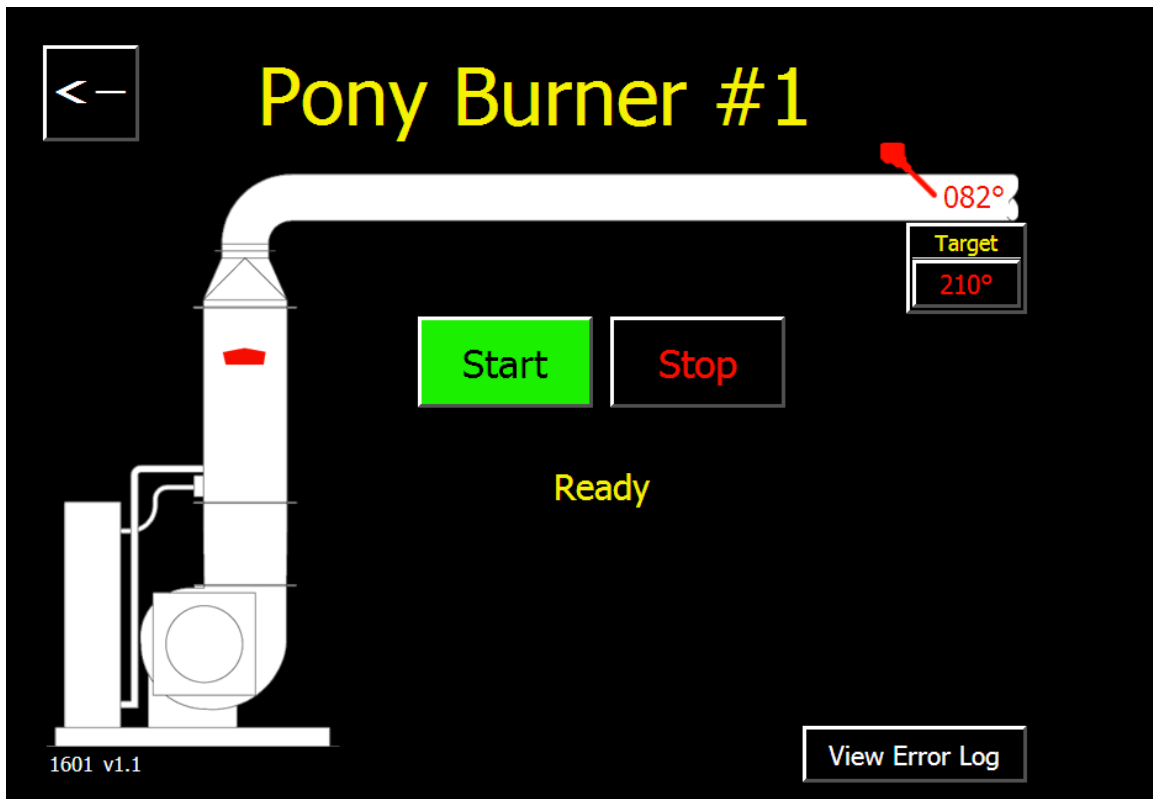 <-
Pony Burner #1
082°
Target
210°
Start
Stop
Ready
View Error Log
1601 v1.1